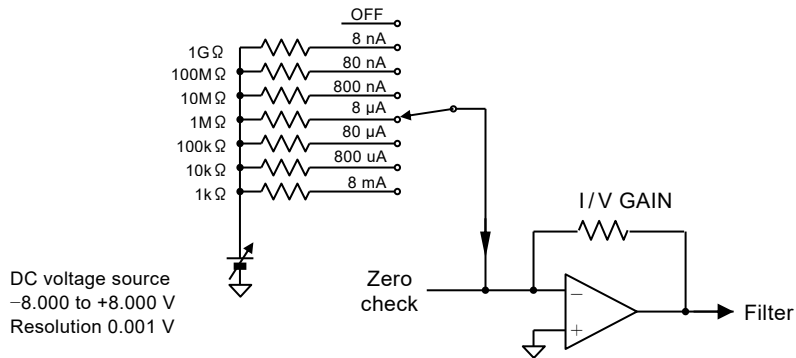 OFF
1GΩ 8 nA
100MΩ 80 nA
10MΩ 800 nA
1MΩ 8 µA
100kΩ 80 µA
10kΩ 800 uA
1kΩ 8 mA
I/V GAIN
DC voltage source
−8.000 to +8.000 V
Resolution 0.001 V
Zero
check
−
+
Filter